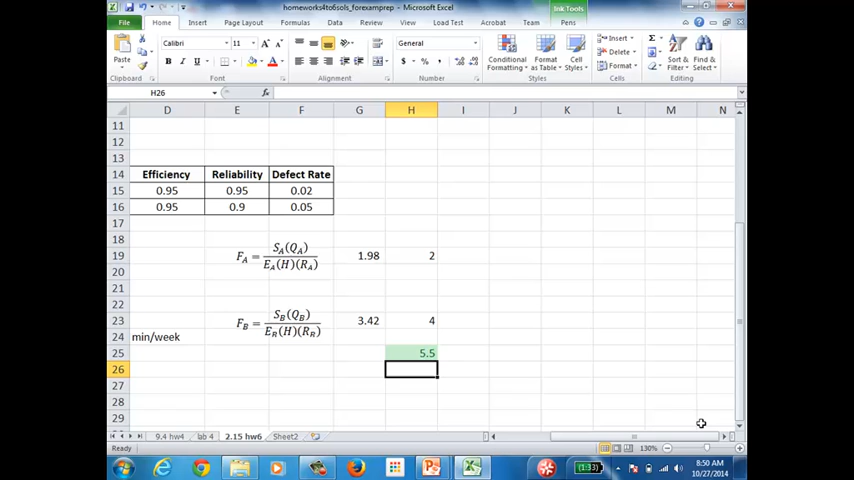 homeworks4to6sols_forexamprep - Microsoft Excel
Ink Tools
File Home Insert Page Layout Formulas Data Review View Load Test Acrobat Team Pens
Paste
Calibri 11
General
Conditional Formatting
Format as Table
Cell Styles
Insert
Delete
Format
Sort & Filter
Find & Select
Clipboard Font Alignment Number Styles Cells Editing
H26 fx
D E F G H I J K L M N
11
12
13
14 Efficiency Reliability Defect Rate
15 0.95 0.95 0.02
16 0.95 0.9 0.05
17
18
19 F_A = S_A(Q_A) / E_A(H)(R_A) 1.98 2
20
21
22
23 F_B = S_B(Q_B) / E_B(H)(R_B) 3.42 4
24 min/week
25 5.5
26
27
28
29
9.4 hw4 lab 4 2.15 hw6 Sheet2
Ready 130%
(1:33) 8:50 AM
10/27/2014